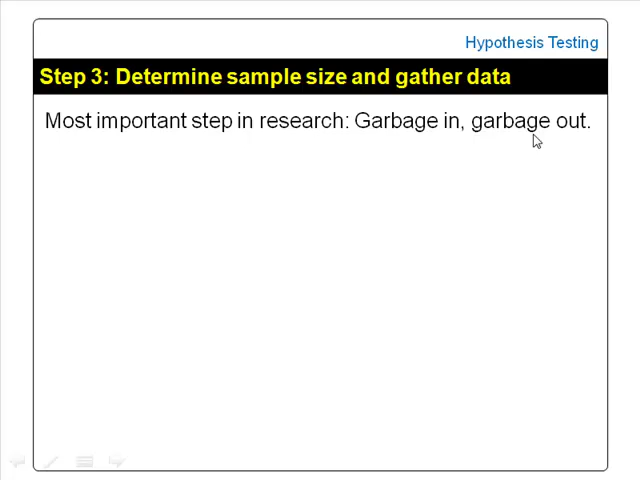 Hypothesis Testing
Step 3: Determine sample size and gather data
Most important step in research: Garbage in, garbage out.